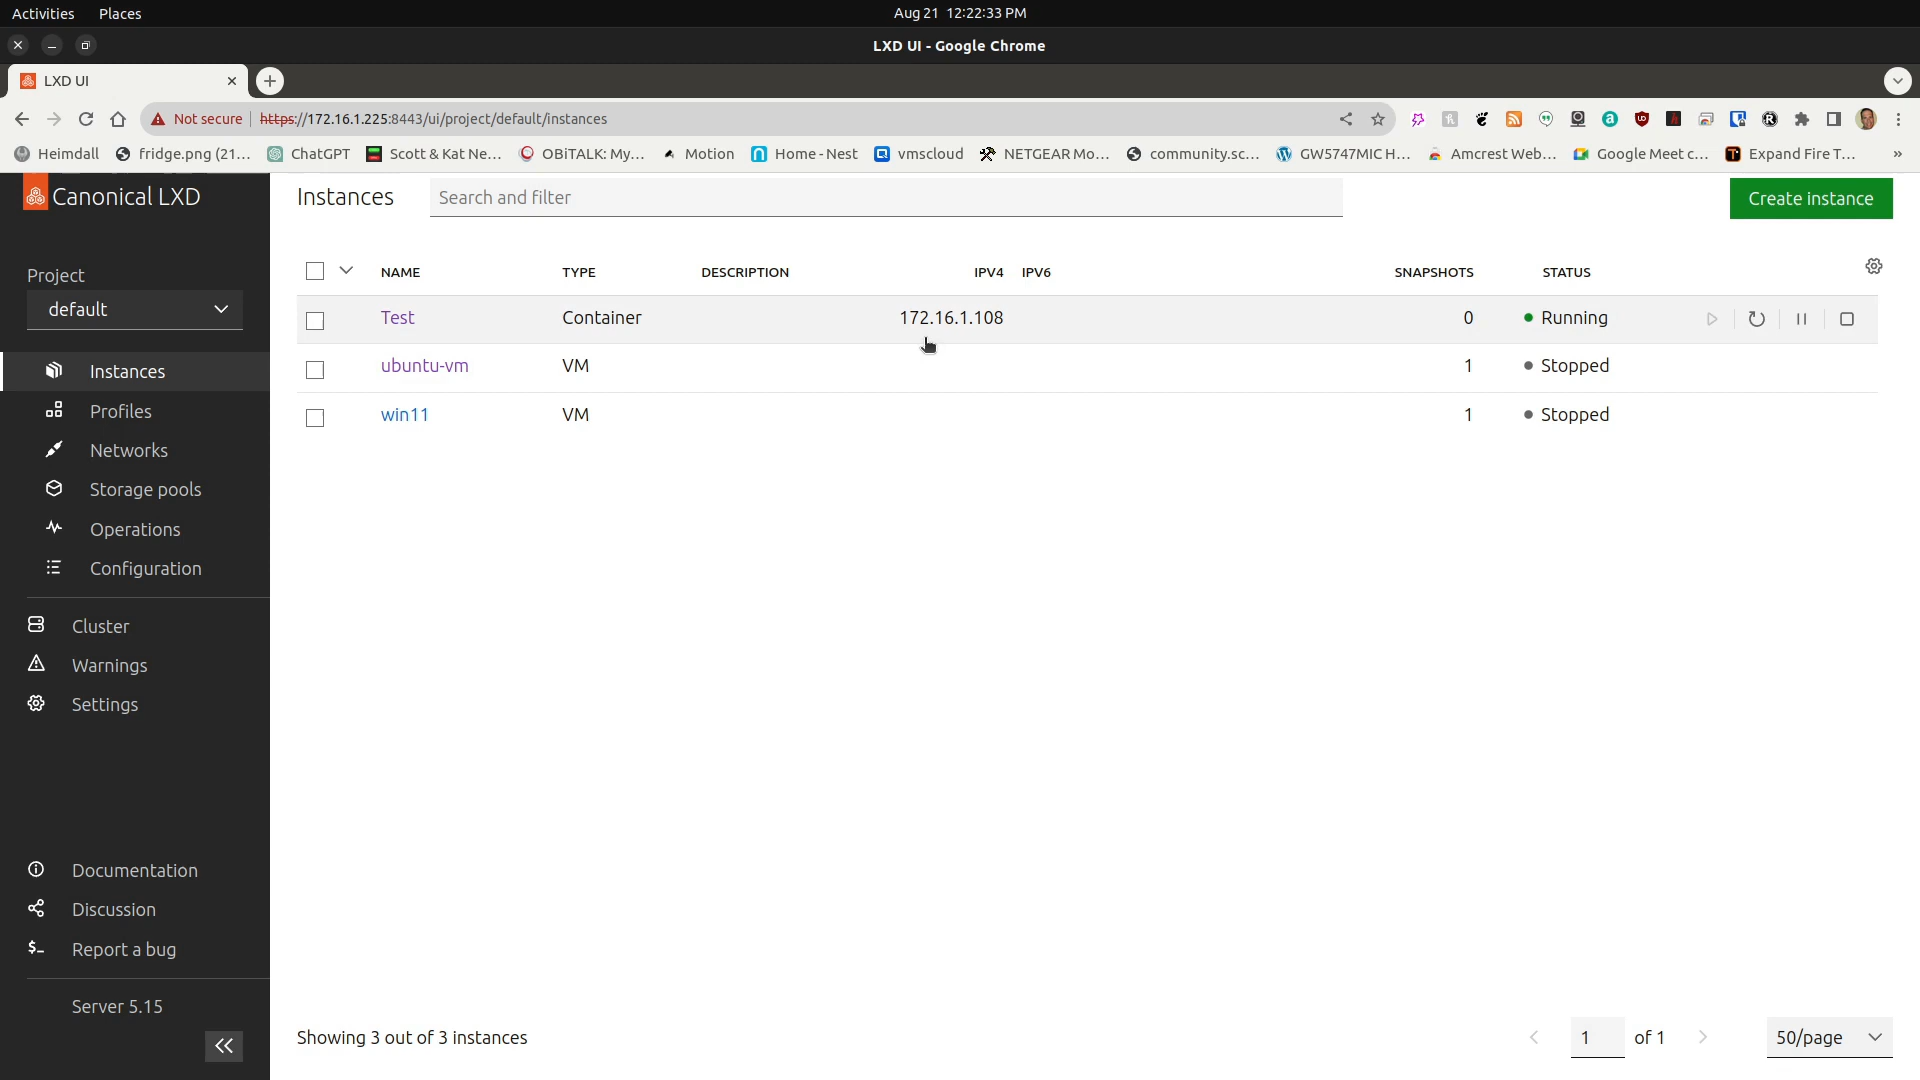 Activities Places Aug 21 12:22:33 PM
LXD UI - Google Chrome
LXD UI
Not secure https://172.16.1.225:8443/ui/project/default/instances
Heimdall fridge.png (21... ChatGPT Scott & Kat Ne... OBiTALK: My... Motion Home - Nest vmscloud NETGEAR Mo... community.sc... GW5747MIC H... Amcrest Web... Google Meet c... Expand Fire T... »
Canonical LXD
Project
default
Instances
Profiles
Networks
Storage pools
Operations
Configuration
Cluster
Warnings
Settings
Documentation
Discussion
Report a bug
Server 5.15
Instances Search and filter Create instance
NAME TYPE DESCRIPTION IPV4 IPV6 SNAPSHOTS STATUS
Test Container 172.16.1.108 0 Running
ubuntu-vm VM 1 Stopped
win11 VM 1 Stopped
Showing 3 out of 3 instances 1 of 1 50/page